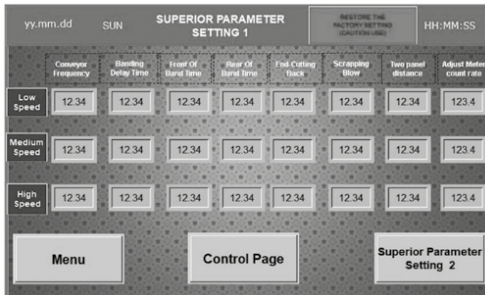 yy.mm.dd
SUN
SUPERIOR PARAMETER
SETTING 1
RESTORE THE
FACTORY SETTING
(CAUTION USE)
HH:MM:SS
Conveyor
Frequency
Banding
Delay Time
Front Of
Band Time
Rear Of
Band Time
End-Cutting
Back
Scrapping
Blow
Two panel
distance
Adjust Meter
count rate
Low
Speed
12.34 12.34 12.34 12.34 12.34 12.34 12.34 123.4
Medium
Speed
12.34 12.34 12.34 12.34 12.34 12.34 12.34 123.4
High
Speed
12.34 12.34 12.34 12.34 12.34 12.34 12.34 123.4
Menu
Control Page
Superior Parameter
Setting 2